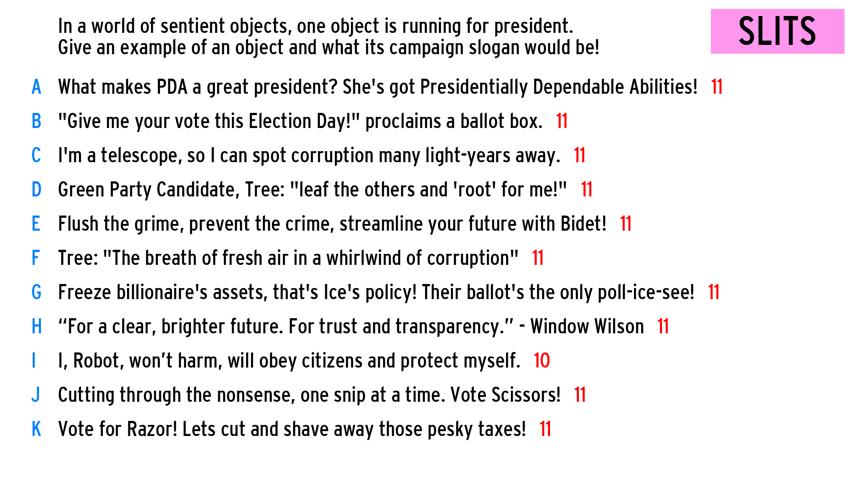 In a world of sentient objects, one object is running for president.
Give an example of an object and what its campaign slogan would be!
SLITS
A What makes PDA a great president? She's got Presidentially Dependable Abilities! 11
B "Give me your vote this Election Day!" proclaims a ballot box. 11
C I'm a telescope, so I can spot corruption many light-years away. 11
D Green Party Candidate, Tree: "leaf the others and 'root' for me!" 11
E Flush the grime, prevent the crime, streamline your future with Bidet! 11
F Tree: "The breath of fresh air in a whirlwind of corruption" 11
G Freeze billionaire's assets, that's Ice's policy! Their ballot's the only poll-ice-see! 11
H “For a clear, brighter future. For trust and transparency.” - Window Wilson 11
I I, Robot, won’t harm, will obey citizens and protect myself. 10
J Cutting through the nonsense, one snip at a time. Vote Scissors! 11
K Vote for Razor! Lets cut and shave away those pesky taxes! 11